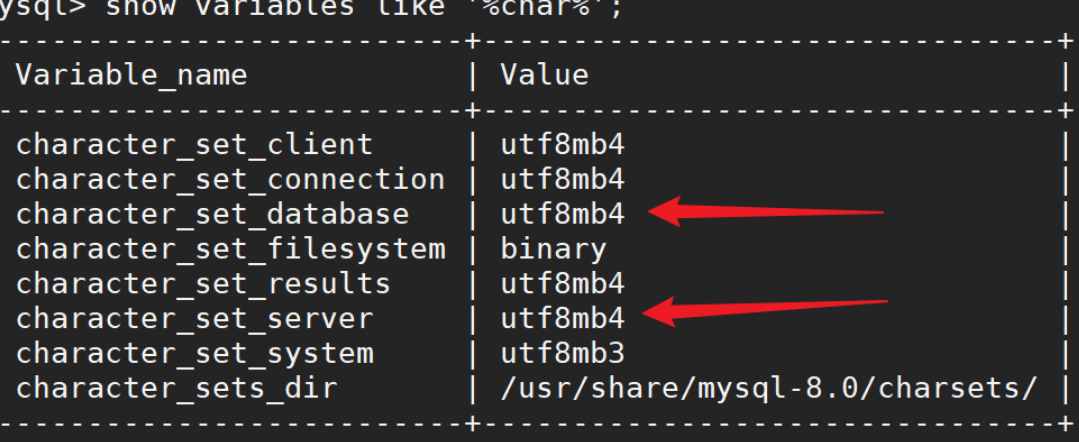 ysql> show variables like '%char%';
-----------------------------+--------------------------------+
Variable_name | Value |
-----------------------------+--------------------------------+
character_set_client | utf8mb4 |
character_set_connection | utf8mb4 |
character_set_database | utf8mb4 |
character_set_filesystem | binary |
character_set_results | utf8mb4 |
character_set_server | utf8mb4 |
character_set_system | utf8mb3 |
character_sets_dir | /usr/share/mysql-8.0/charsets/ |
-----------------------------+--------------------------------+